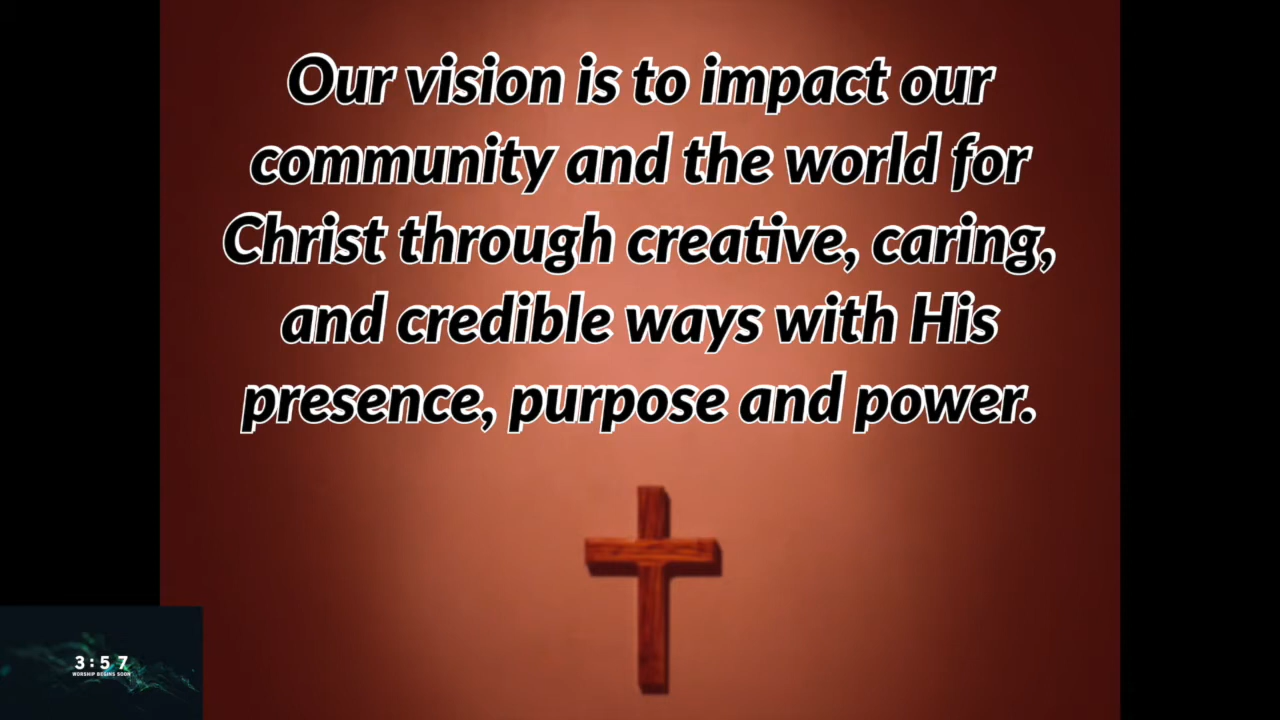 Our vision is to impact our
community and the world for
Christ through creative, caring,
and credible ways with His
presence, purpose and power.
3:57
WORSHIP BEGINS SOON